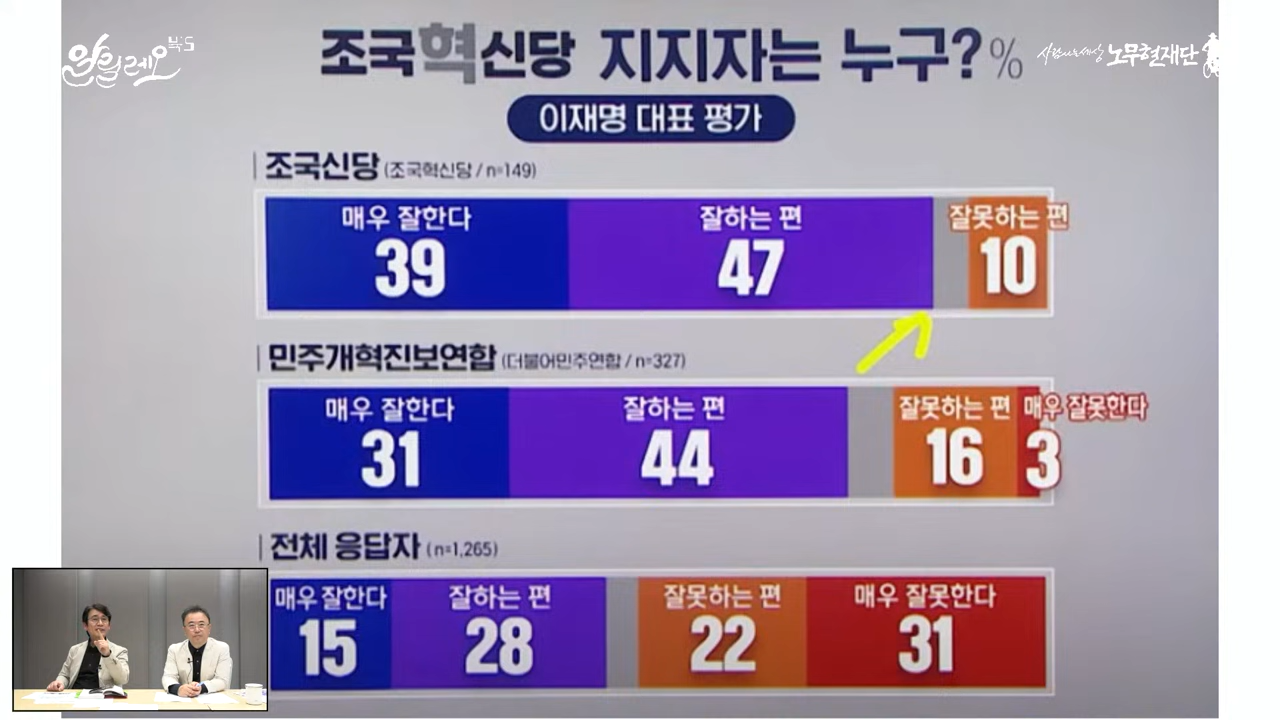 알릴레오 북's
사람사는세상 노무현재단
조국혁신당 지지자는 누구? %
이재명 대표 평가
조국신당 (조국혁신당 / n=149)
매우 잘한다 잘하는 편 잘못하는 편
39 47 10
민주개혁진보연합 (더불어민주연합 / n=327)
매우 잘한다 잘하는 편 잘못하는 편 매우 잘못한다
31 44 16 3
전체 응답자 (n=1,265)
매우 잘한다 잘하는 편 잘못하는 편 매우 잘못한다
15 28 22 31